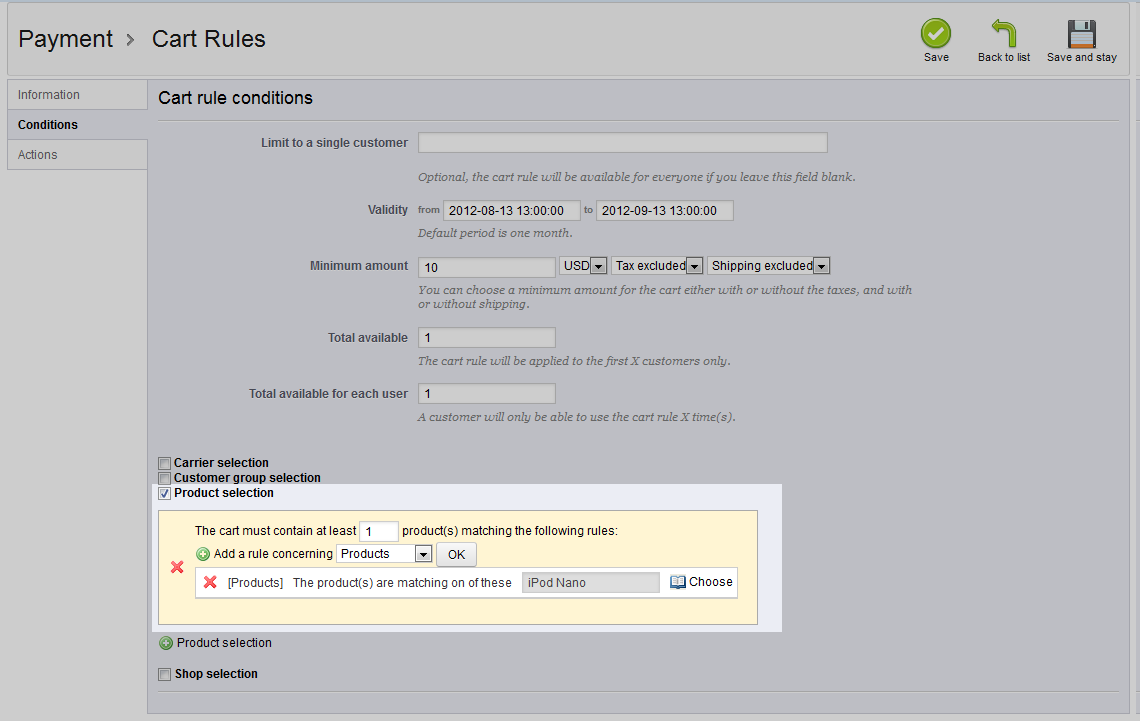 Payment > Cart Rules
Save
Back to list
Save and stay
Information
Conditions
Actions
Cart rule conditions
Limit to a single customer
Optional, the cart rule will be available for everyone if you leave this field blank.
Validity from 2012-08-13 13:00:00 to 2012-09-13 13:00:00
Default period is one month.
Minimum amount 10 USD Tax excluded Shipping excluded
You can choose a minimum amount for the cart either with or without the taxes, and with
or without shipping.
Total available 1
The cart rule will be applied to the first X customers only.
Total available for each user 1
A customer will only be able to use the cart rule X time(s).
Carrier selection
Customer group selection
Product selection
The cart must contain at least 1 product(s) matching the following rules:
Add a rule concerning Products OK
[Products] The product(s) are matching on of these iPod Nano Choose
Product selection
Shop selection